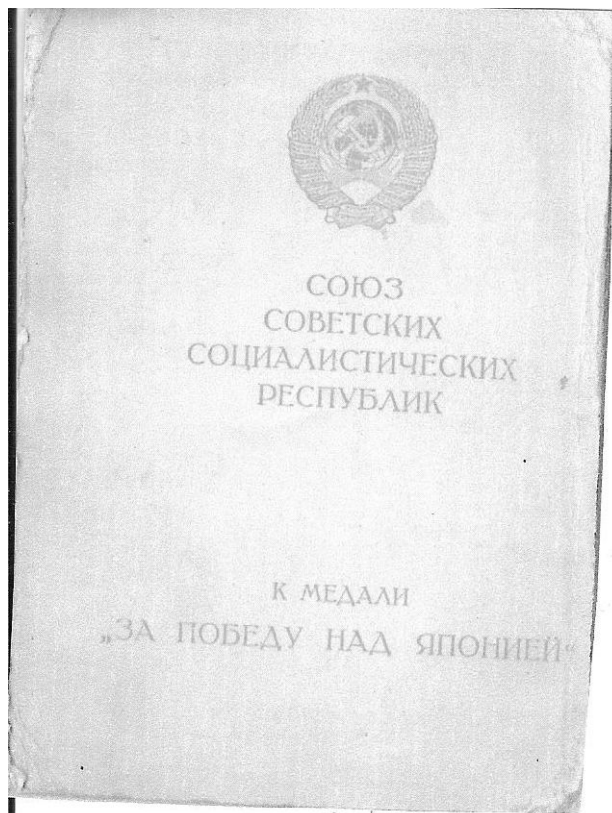 СОЮЗ
СОВЕТСКИХ
СОЦИАЛИСТИЧЕСКИХ
РЕСПУБЛИК
К МЕДАЛИ
„ЗА ПОБЕДУ НАД ЯПОНИЕЙ“